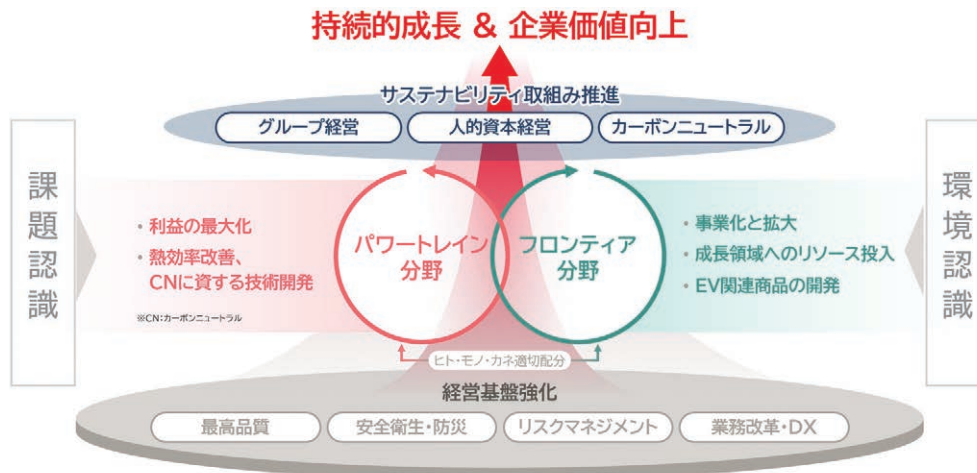 持続的成長 & 企業価値向上
サステナビリティ取組み推進
グループ経営
人的資本経営
カーボンニュートラル
課題認識
・利益の最大化
・熱効率改善、
CNに資する技術開発
※CN:カーボンニュートラル
パワートレイン
分野
フロンティア
分野
・事業化と拡大
・成長領域へのリソース投入
・EV関連商品の開発
環境認識
ヒト・モノ・カネ適切配分
経営基盤強化
最高品質
安全衛生・防災
リスクマネジメント
業務改革・DX